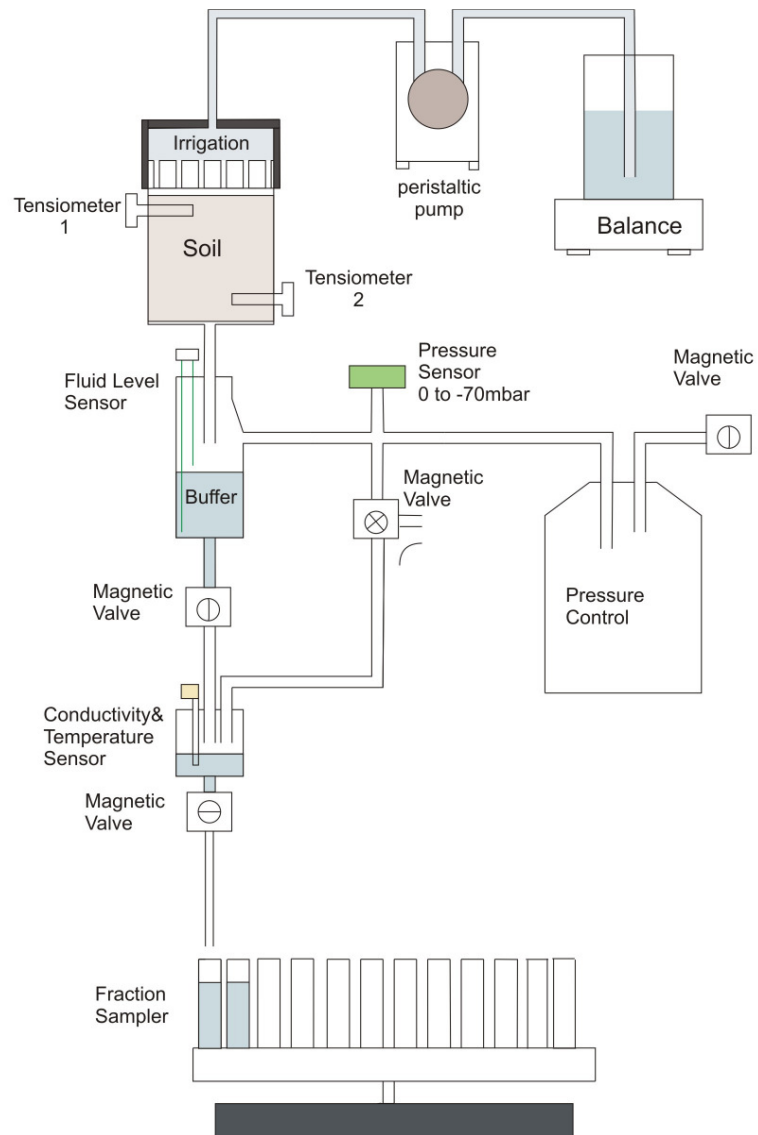 Irrigation
peristaltic
pump
Balance
Tensiometer
1
Soil
Tensiometer
2
Pressure
Sensor
0 to -70mbar
Magnetic
Valve
Fluid Level
Sensor
Magnetic
Valve
Buffer
Magnetic
Valve
Pressure
Control
Conductivity&
Temperature
Sensor
Magnetic
Valve
Fraction
Sampler